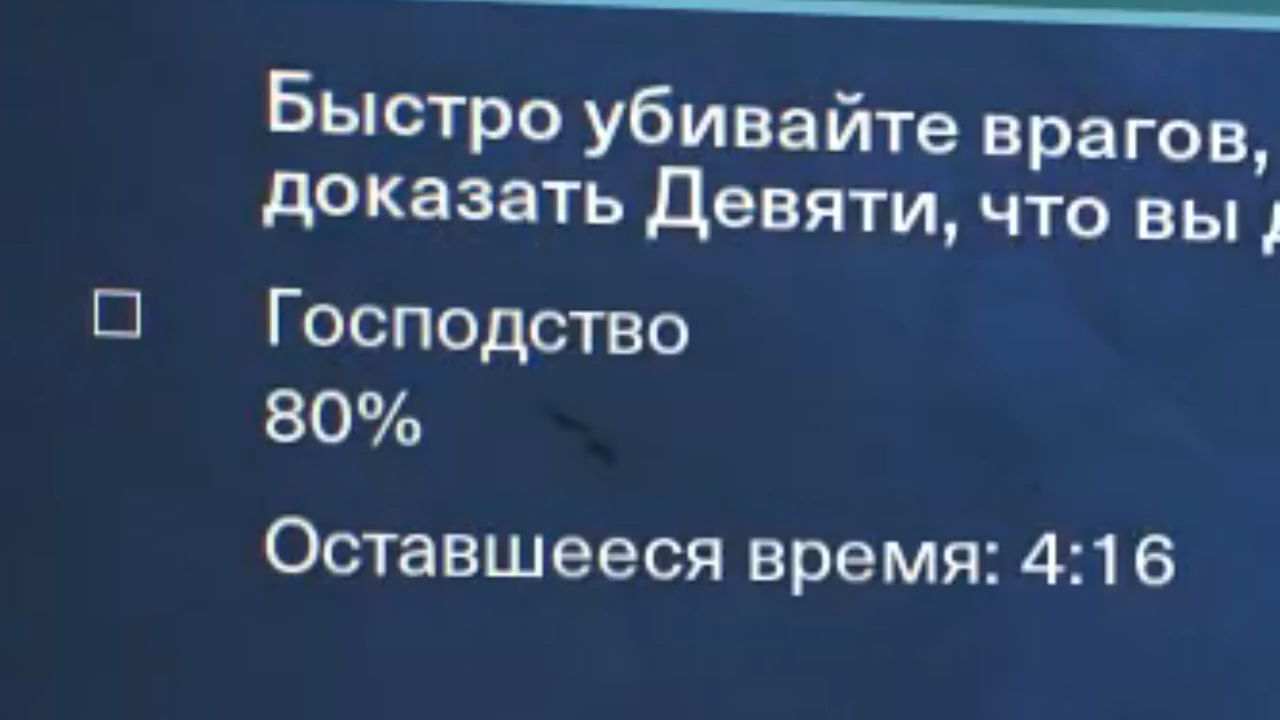 Быстро убивайте врагов,
доказать Девяти, что вы
Господство
80%
Оставшееся время: 4:16